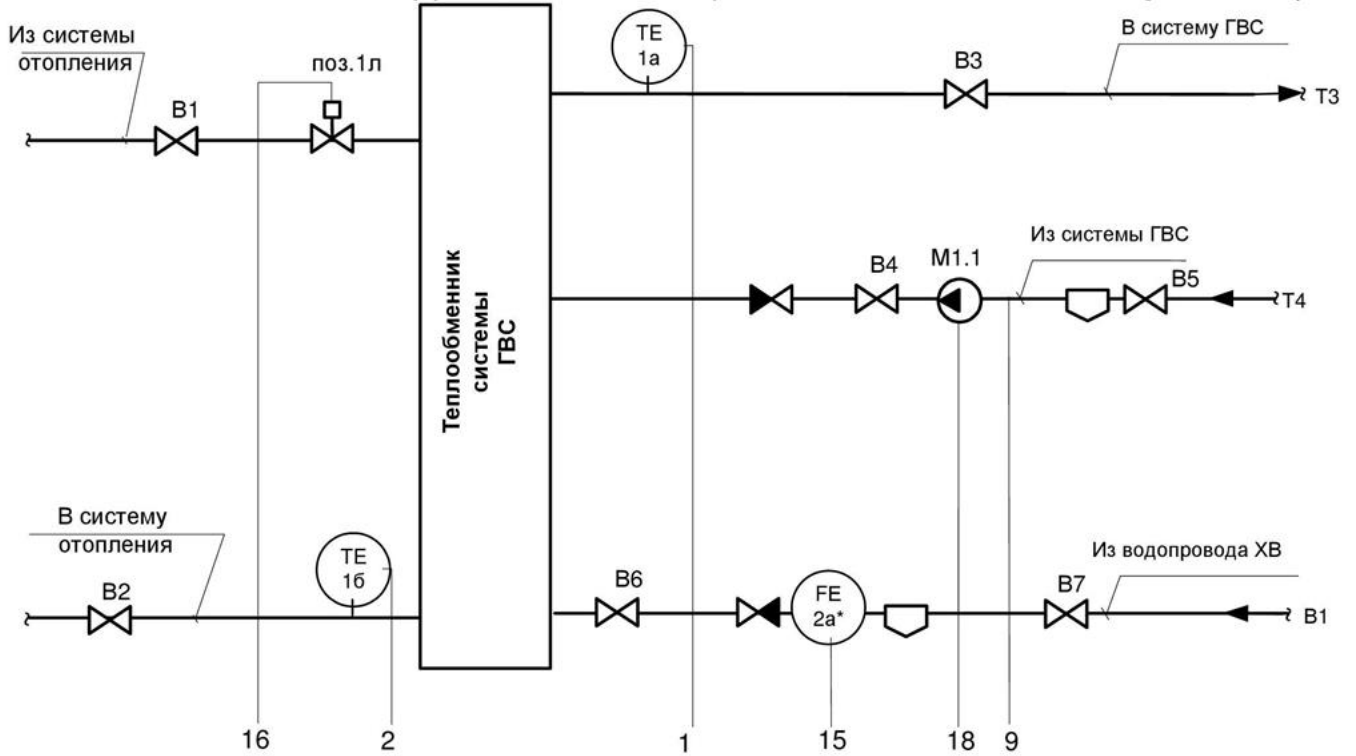 Из системы
отопления
поз.1л
В1
TE
1а
В систему ГВС
В3
Т3
Теплообменник
системы
ГВС
Из системы ГВС
В4
М1.1
В5
Т4
В систему
отопления
В2
TE
1б
Из водопровода ХВ
В6
FE
2а*
В7
В1
16
2
1
15
18
9